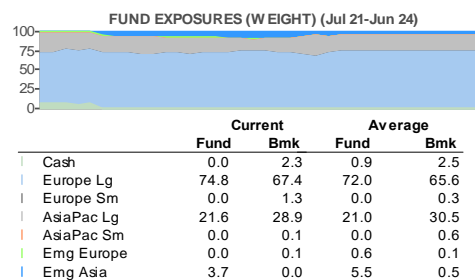 FUND EXPOSURES (WEIGHT) (Jul 21-Jun 24)
100
75
50
25
0
Current Average
Fund Bmk Fund Bmk
Cash 0.0 2.3 0.9 2.5
Europe Lg 74.8 67.4 72.0 65.6
Europe Sm 0.0 1.3 0.0 0.3
AsiaPac Lg 21.6 28.9 21.0 30.5
AsiaPac Sm 0.0 0.1 0.0 0.6
Emg Europe 0.0 0.1 0.6 0.1
Emg Asia 3.7 0.0 5.5 0.5